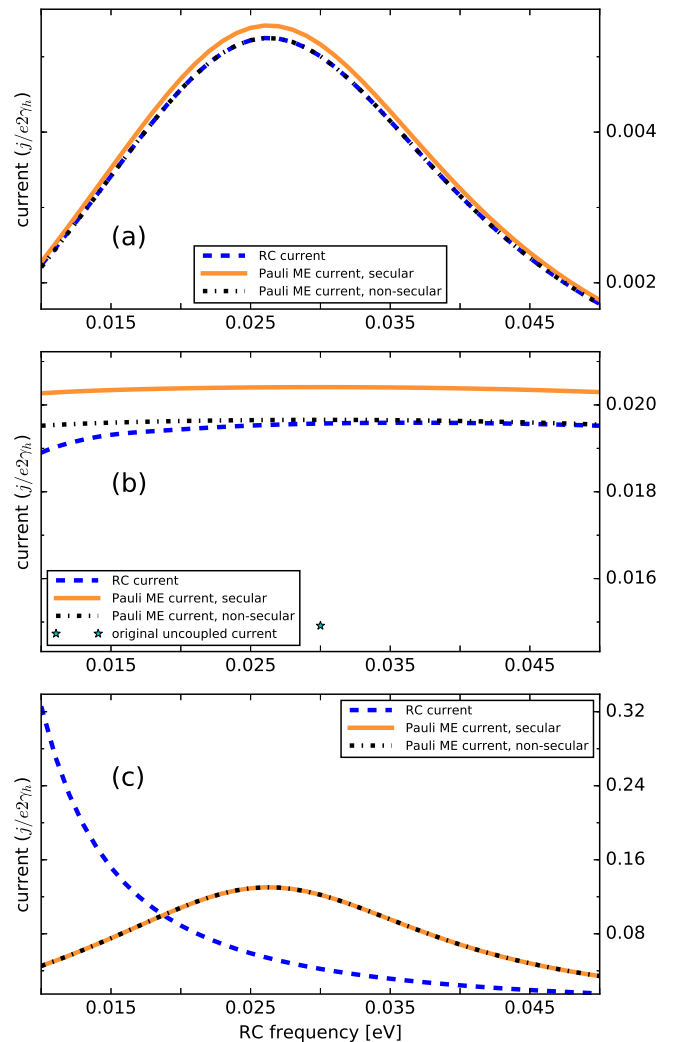 current (j/e2γₕ)
0.004
0.002
(a)
RC current
Pauli ME current, secular
Pauli ME current, non-secular
0.015
0.025
0.035
0.045
current (j/e2γₕ)
0.020
0.018
0.016
(b)
RC current
Pauli ME current, secular
Pauli ME current, non-secular
original uncoupled current
0.015
0.025
0.035
0.045
current (j/e2γₕ)
0.32
0.24
0.16
0.08
(c)
RC current
Pauli ME current, secular
Pauli ME current, non-secular
0.015
0.025
0.035
0.045
RC frequency [eV]